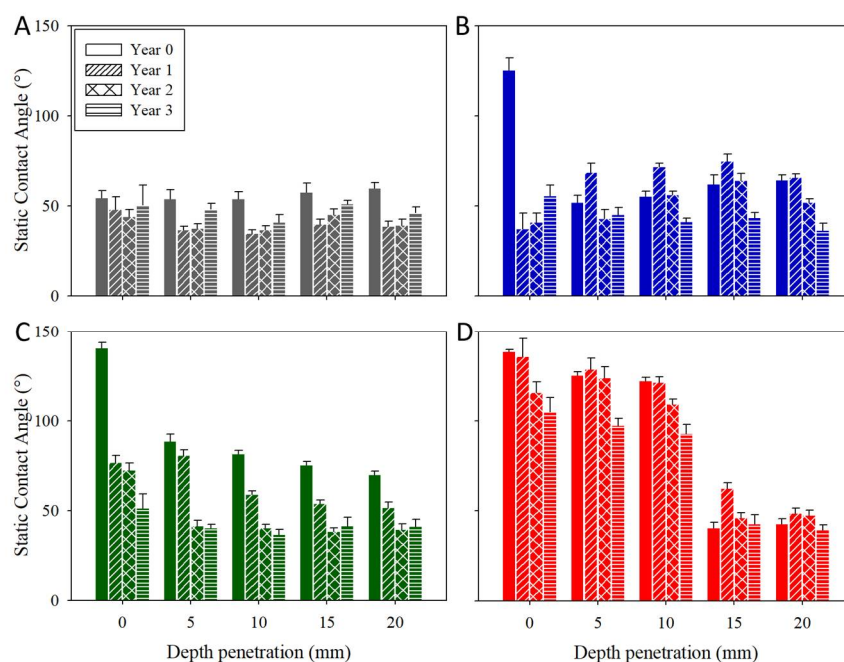 A
B
150
100
50
0
Static Contact Angle (°)
Year 0
Year 1
Year 2
Year 3
C
D
150
100
50
0
Static Contact Angle (°)
0 5 10 15 20
0 5 10 15 20
Depth penetration (mm)
Depth penetration (mm)